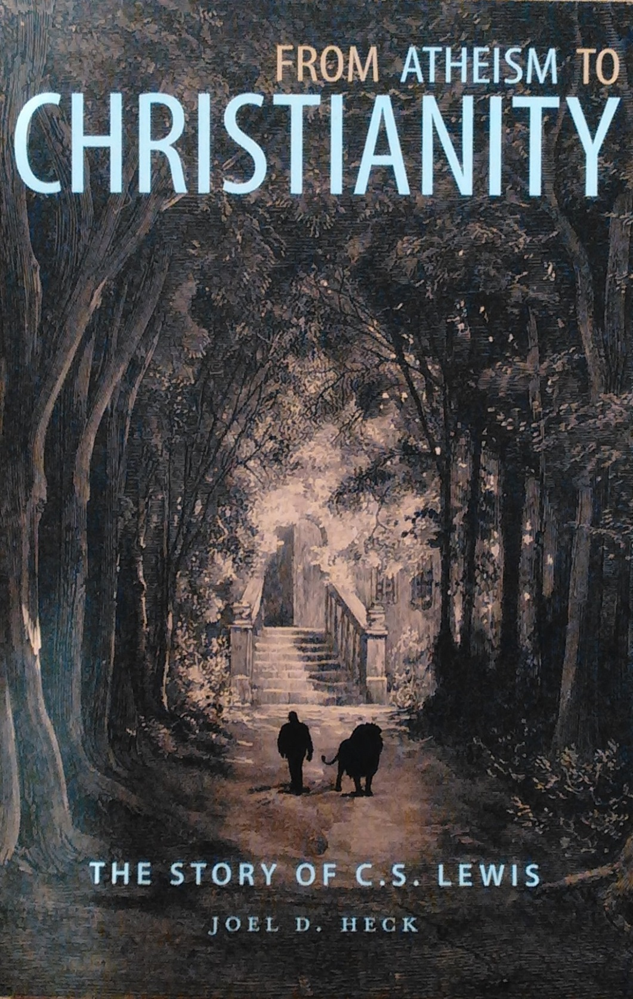 FROM ATHEISM TO
CHRISTIANITY
THE STORY OF C.S. LEWIS
JOEL D. HECK